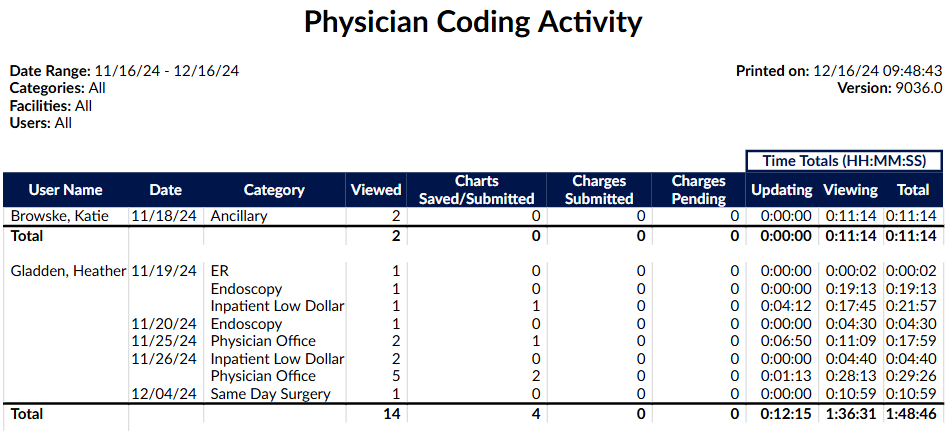 Physician Coding Activity
Date Range: 11/16/24 - 12/16/24 Printed on: 12/16/24 09:48:43
Categories: All Version: 9036.0
Facilities: All
Users: All
Time Totals (HH:MM:SS)
User Name Date Category Viewed Charts Saved/Submitted Charges Submitted Charges Pending Updating Viewing Total
Browske, Katie 11/18/24 Ancillary 2 0 0 0 0:00:00 0:11:14 0:11:14
Total 2 0 0 0 0:00:00 0:11:14 0:11:14
Gladden, Heather 11/19/24 ER 1 0 0 0 0:00:00 0:00:02 0:00:02
Endoscopy 1 0 0 0 0:00:00 0:19:13 0:19:13
Inpatient Low Dollar 1 1 0 0 0:04:12 0:17:45 0:21:57
11/20/24 Endoscopy 1 0 0 0 0:00:00 0:04:30 0:04:30
11/25/24 Physician Office 2 1 0 0 0:06:50 0:11:09 0:17:59
11/26/24 Inpatient Low Dollar 2 0 0 0 0:00:00 0:04:40 0:04:40
Physician Office 5 2 0 0 0:01:13 0:28:13 0:29:26
12/04/24 Same Day Surgery 1 0 0 0 0:00:00 0:10:59 0:10:59
Total 14 4 0 0 0:12:15 1:36:31 1:48:46